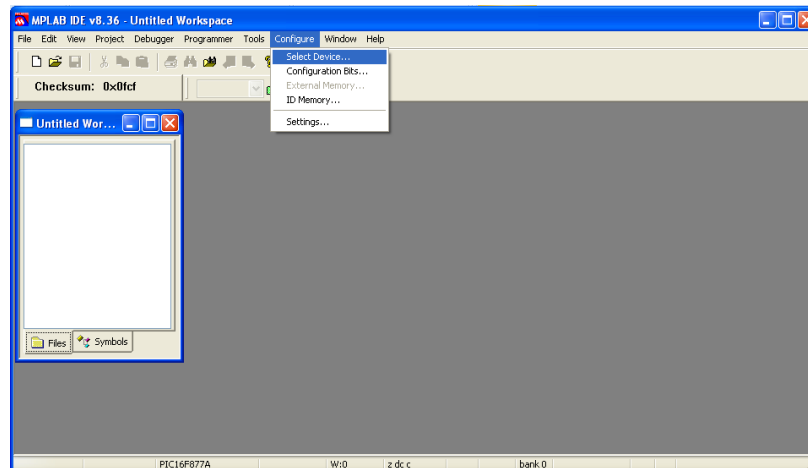 MPLAB IDE v8.36 - Untitled Workspace
File Edit View Project Debugger Programmer Tools Configure Window Help
Select Device...
Configuration Bits...
External Memory...
ID Memory...
Settings...
Checksum: 0x0fcf
Untitled Wor...
Files Symbols
PIC16F877A W:0 z dc c bank 0